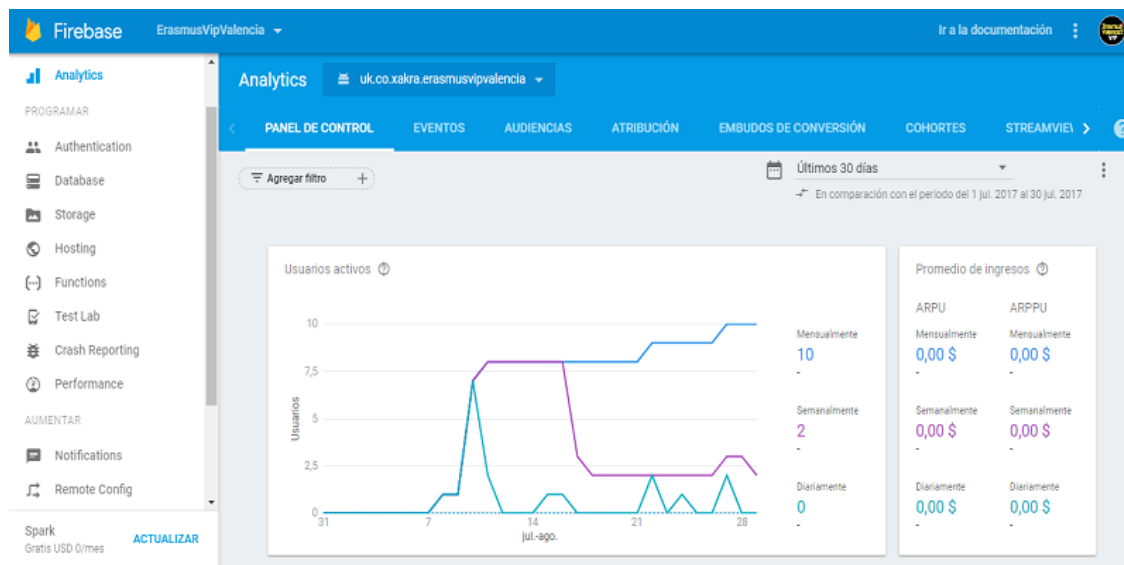 Firebase
ErasmusVipValencia
Ir a la documentación
Analytics
PROGRAMAR
Authentication
Database
Storage
Hosting
Functions
Test Lab
Crash Reporting
Performance
AUMENTAR
Notifications
Remote Config
Spark
Gratis USD 0/mes
ACTUALIZAR
Analytics
uk.co.xakra.erasmusvipvalencia
PANEL DE CONTROL
EVENTOS
AUDIENCIAS
ATRIBUCIÓN
EMBUDOS DE CONVERSIÓN
COHORTES
STREAMVIE
Agregar filtro
Últimos 30 días
En comparación con el periodo del 1 jul. 2017 al 30 jul. 2017
Usuarios activos
Usuarios
10
7,5
5
2,5
0
31 7 14 21 28
jul.-ago.
Mensualmente
10
-
Semanalmente
2
-
Diariamente
0
-
Promedio de ingresos
ARPU ARPPU
Mensualmente Mensualmente
0,00 $ 0,00 $
- -
Semanalmente Semanalmente
0,00 $ 0,00 $
- -
Diariamente Diariamente
0,00 $ 0,00 $
- -